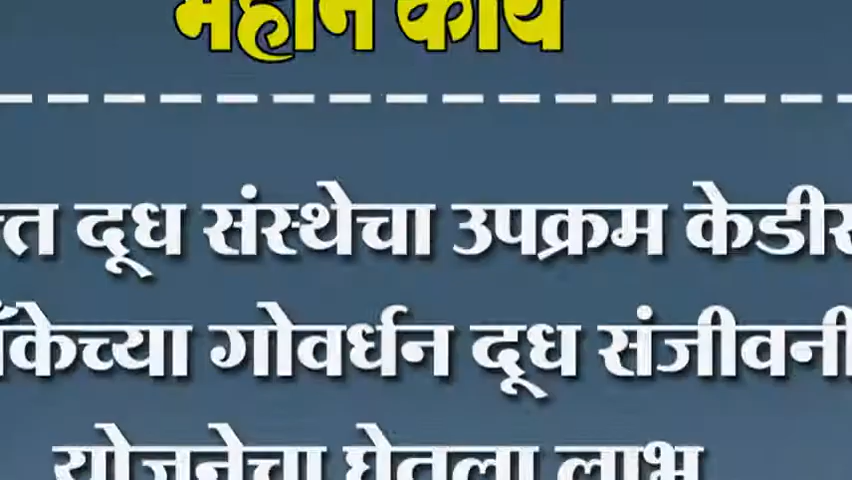 महान कार्य
दूध संस्थेचा उपक्रम
गोवर्धन दूध संजीवनी
योजनेचा घेतला लाभ